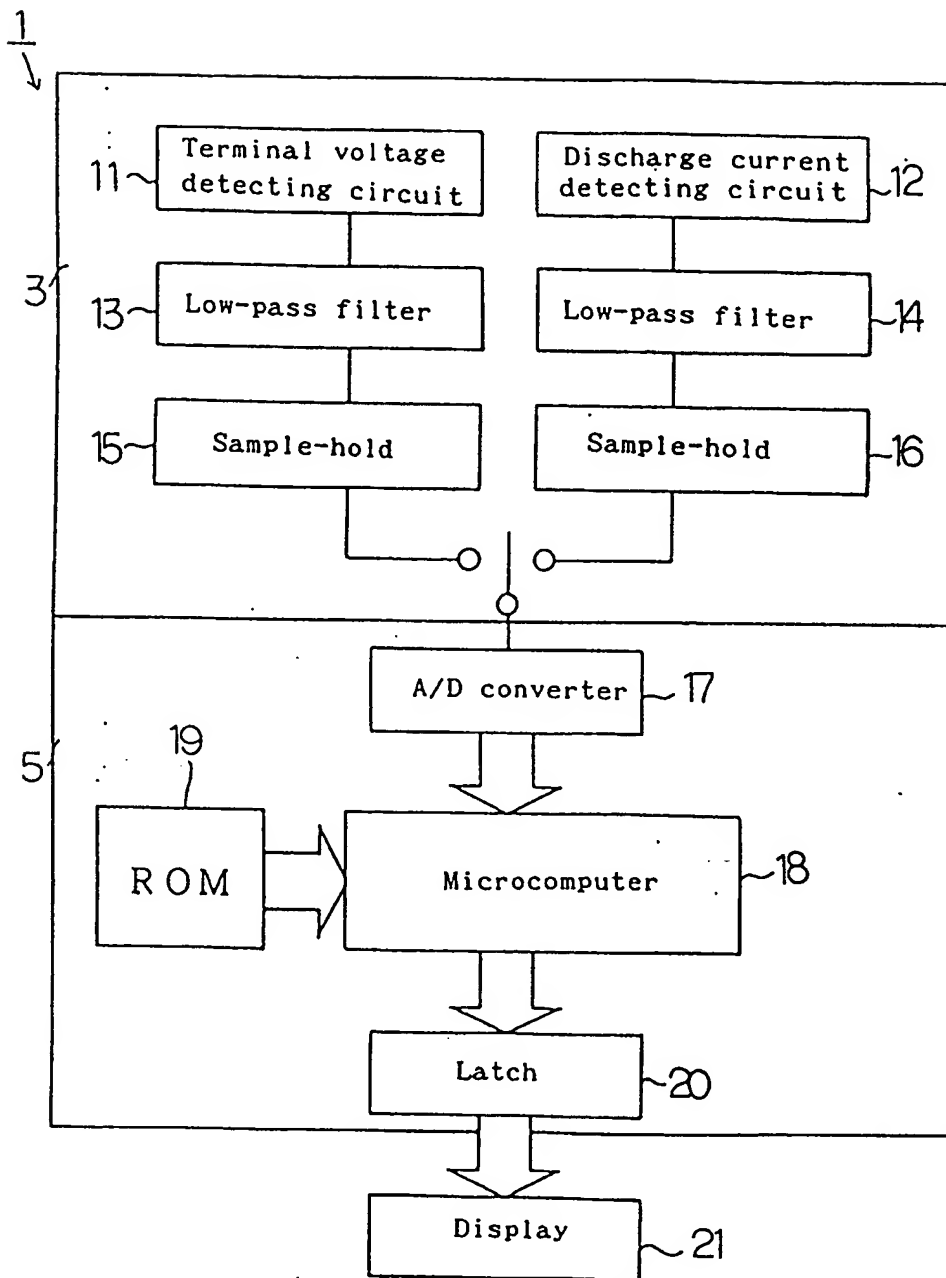 1
Terminal voltage
detecting circuit
11
Discharge current
detecting circuit
12
3
13
Low-pass filter
Low-pass filter
14
15
Sample-hold
Sample-hold
16
A/D converter
17
5
19
ROM
Microcomputer
18
Latch
20
Display
21